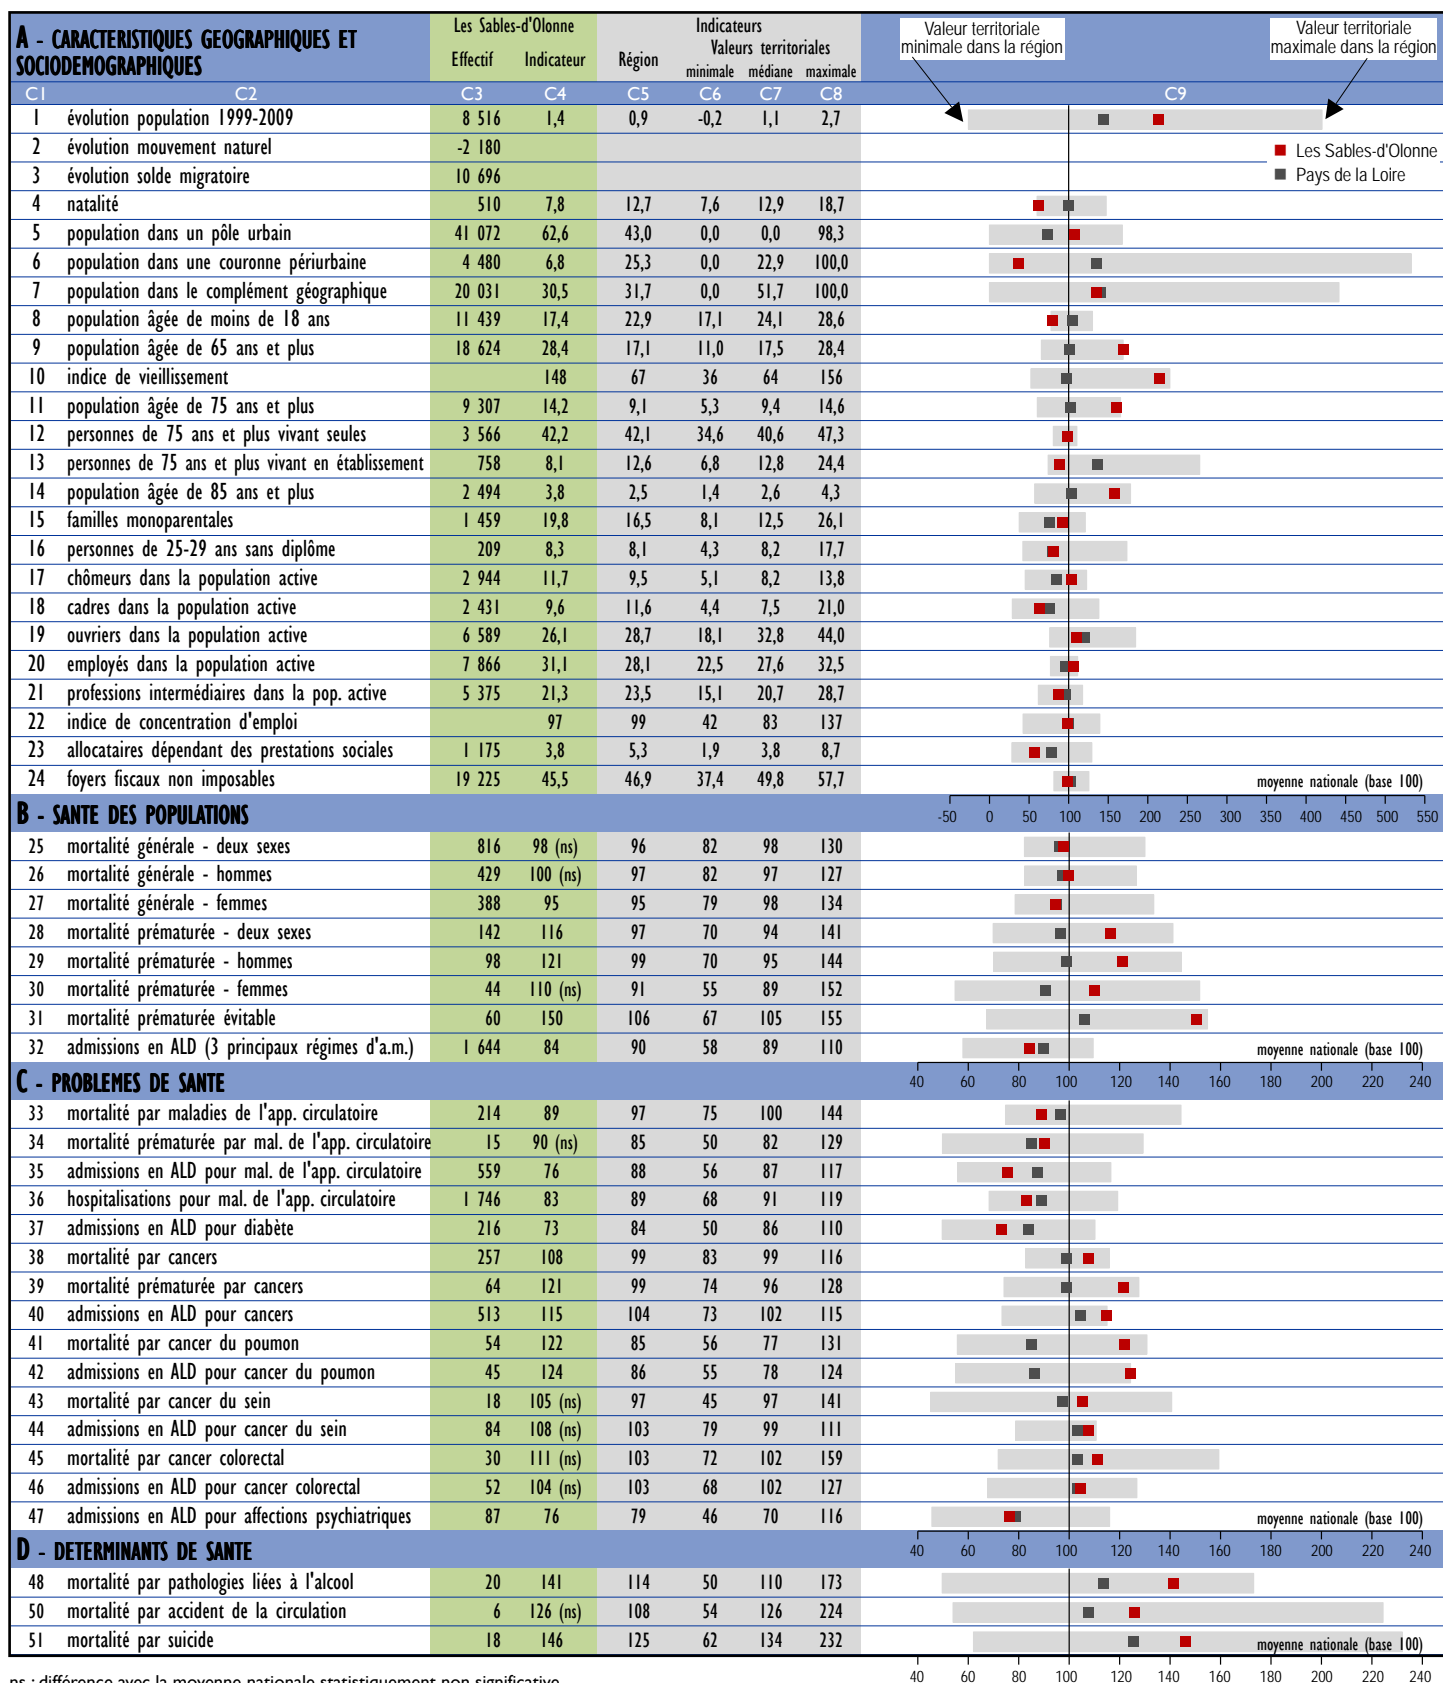 A - CARACTERISTIQUES GEOGRAPHIQUES ET SOCIODEMOGRAPHIQUES
Les Sables-d'Olonne
Effectif Indicateur
Indicateurs
Région Valeurs territoriales
minimale médiane maxmale
Valeur territoriale minimale dans la région
Valeur territoriale maximale dans la région
C1 C2 C3 C4 C5 C6 C7 C8 C9
1 évolution population 1999-2009 8 516 1,4 0,9 -0,2 1,1 2,7
2 évolution mouvement naturel -2 180
Les Sables-d'Olonne
3 évolution solde migratoire 10 696
Pays de la Loire
4 natalité 510 7,8 12,7 7,6 12,9 18,7
5 population dans un pôle urbain 41 072 62,6 43,0 0,0 0,0 98,3
6 population dans une couronne périurbaine 4 480 6,8 25,3 0,0 22,9 100,0
7 population dans le complément géographique 20 031 30,5 31,7 0,0 51,7 100,0
8 population âgée de moins de 18 ans 11 439 17,4 22,9 17,1 24,1 28,6
9 population âgée de 65 ans et plus 18 624 28,4 17,1 11,0 17,5 28,4
10 indice de vieillissement 148 67 36 64 156
11 population âgée de 75 ans et plus 9 307 14,2 9,1 5,3 9,4 14,6
12 personnes de 75 ans et plus vivant seules 3 566 42,2 42,1 34,6 40,6 47,3
13 personnes de 75 ans et plus vivant en établissement 758 8,1 12,6 6,8 12,8 24,4
14 population âgée de 85 ans et plus 2 494 3,8 2,5 1,4 2,6 4,3
15 familles monoparentales 1 459 19,8 16,5 8,1 12,5 26,1
16 personnes de 25-29 ans sans diplôme 209 8,3 8,1 4,3 8,2 17,7
17 chômeurs dans la population active 2 944 11,7 9,5 5,1 8,2 13,8
18 cadres dans la population active 2 431 9,6 11,6 4,4 7,5 21,0
19 ouvriers dans la population active 6 589 26,1 28,7 18,1 32,8 44,0
20 employés dans la population active 7 866 31,1 28,1 22,5 27,6 32,5
21 professions intermédiaires dans la pop. active 5 375 21,3 23,5 15,1 20,7 28,7
22 indice de concentration d'emploi 97 99 42 83 137
23 allocataires dépendant des prestations sociales 1 175 3,8 5,3 1,9 3,8 8,7
24 foyers fiscaux non imposables 19 225 45,5 46,9 37,4 49,8 57,7 moyenne nationale (base 100)
B - SANTE DES POPULATIONS -50 0 50 100 150 200 250 300 350 400 450 500 550
25 mortalité générale - deux sexes 816 98 (ns) 96 82 98 130
26 mortalité générale - hommes 429 100 (ns) 97 82 97 127
27 mortalité générale - femmes 388 95 95 79 98 134
28 mortalité prématurée - deux sexes 142 116 97 70 94 141
29 mortalité prématurée - hommes 98 121 99 70 95 144
30 mortalité prématurée - femmes 44 110 (ns) 91 55 89 152
31 mortalité prématurée évitable 60 150 106 67 105 155
32 admissions en ALD (3 principaux régimes d'a.m.) 1 644 84 90 58 89 110 moyenne nationale (base 100)
C - PROBLEMES DE SANTE 40 60 80 100 120 140 160 180 200 220 240
33 mortalité par maladies de l'app. circulatoire 214 89 97 75 100 144
34 mortalité prématurée par mal. de l'app. circulatoire 15 90 (ns) 85 50 82 129
35 admissions en ALD pour mal. de l'app. circulatoire 559 76 88 56 87 117
36 hospitalisations pour mal. de l'app. circulatoire 1 746 83 89 68 91 119
37 admissions en ALD pour diabète 216 73 84 50 86 110
38 mortalité par cancers 257 108 99 83 99 116
39 mortalité prématurée par cancers 64 121 99 74 96 128
40 admissions en ALD pour cancers 513 115 104 73 102 115
41 mortalité par cancer du poumon 54 122 85 56 77 131
42 admissions en ALD pour cancer du poumon 45 124 86 55 78 124
43 mortalité par cancer du sein 18 105 (ns) 97 45 97 141
44 admissions en ALD pour cancer du sein 84 108 (ns) 103 79 99 111
45 mortalité par cancer colorectal 30 111 (ns) 103 72 102 159
46 admissions en ALD pour cancer colorectal 52 104 (ns) 103 68 102 127
47 admissions en ALD pour affections psychiatriques 87 76 79 46 70 116 moyenne nationale (base 100)
D - DETERMINANTS DE SANTE 40 60 80 100 120 140 160 180 200 220 240
48 mortalité par pathologies liées à l'alcool 20 141 114 50 110 173
50 mortalité par accident de la circulation 6 126 (ns) 108 54 126 224
51 mortalité par suicide 18 146 125 62 134 232 moyenne nationale (base 100)
40 60 80 100 120 140 160 180 200 220 240
ns : différence avec la moyenne nationale statistiquement non significative